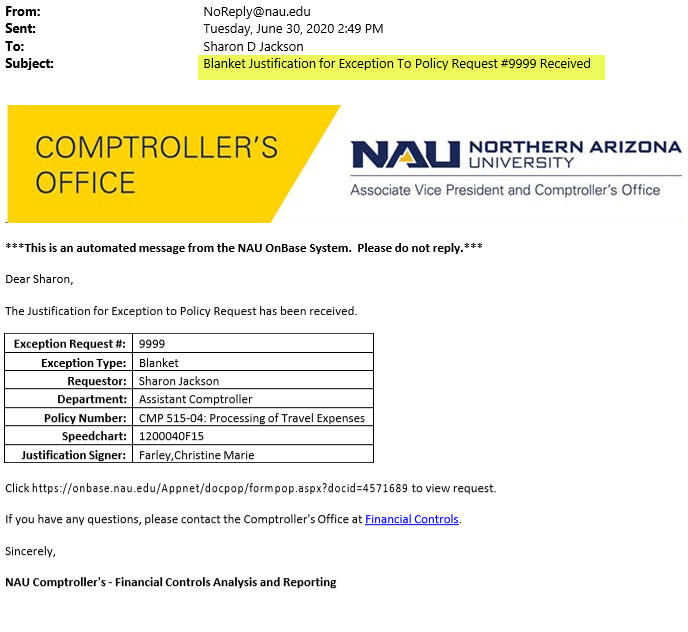 From: NoReply@nau.edu
Sent: Tuesday, June 30, 2020 2:49 PM
To: Sharon D Jackson
Subject: Blanket Justification for Exception To Policy Request #9999 Received
COMPTROLLER'S
OFFICE
NAU NORTHERN ARIZONA
UNIVERSITY
Associate Vice President and Comptroller's Office
***This is an automated message from the NAU OnBase System. Please do not reply.***
Dear Sharon,
The Justification for Exception to Policy Request has been received.
Exception Request #: 9999
Exception Type: Blanket
Requestor: Sharon Jackson
Department: Assistant Comptroller
Policy Number: CMP 515-04: Processing of Travel Expenses
Speedchart: 1200040F15
Justification Signer: Farley,Christine Marie
Click https://onbase.nau.edu/Appnet/docpop/formpop.aspx?docid=4571689 to view request.
If you have any questions, please contact the Comptroller's Office at Financial Controls.
Sincerely,
NAU Comptroller's - Financial Controls Analysis and Reporting